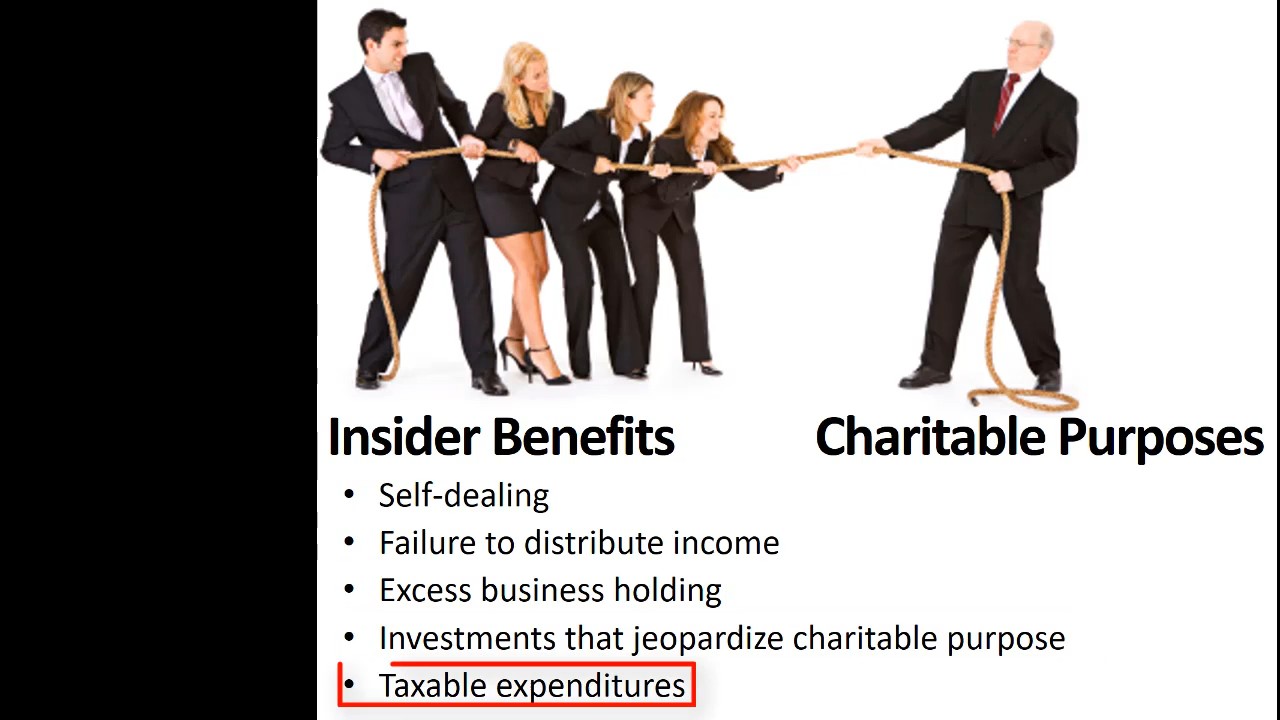 Insider Benefits
Charitable Purposes
• Self-dealing
• Failure to distribute income
• Excess business holding
• Investments that jeopardize charitable purpose
• Taxable expenditures